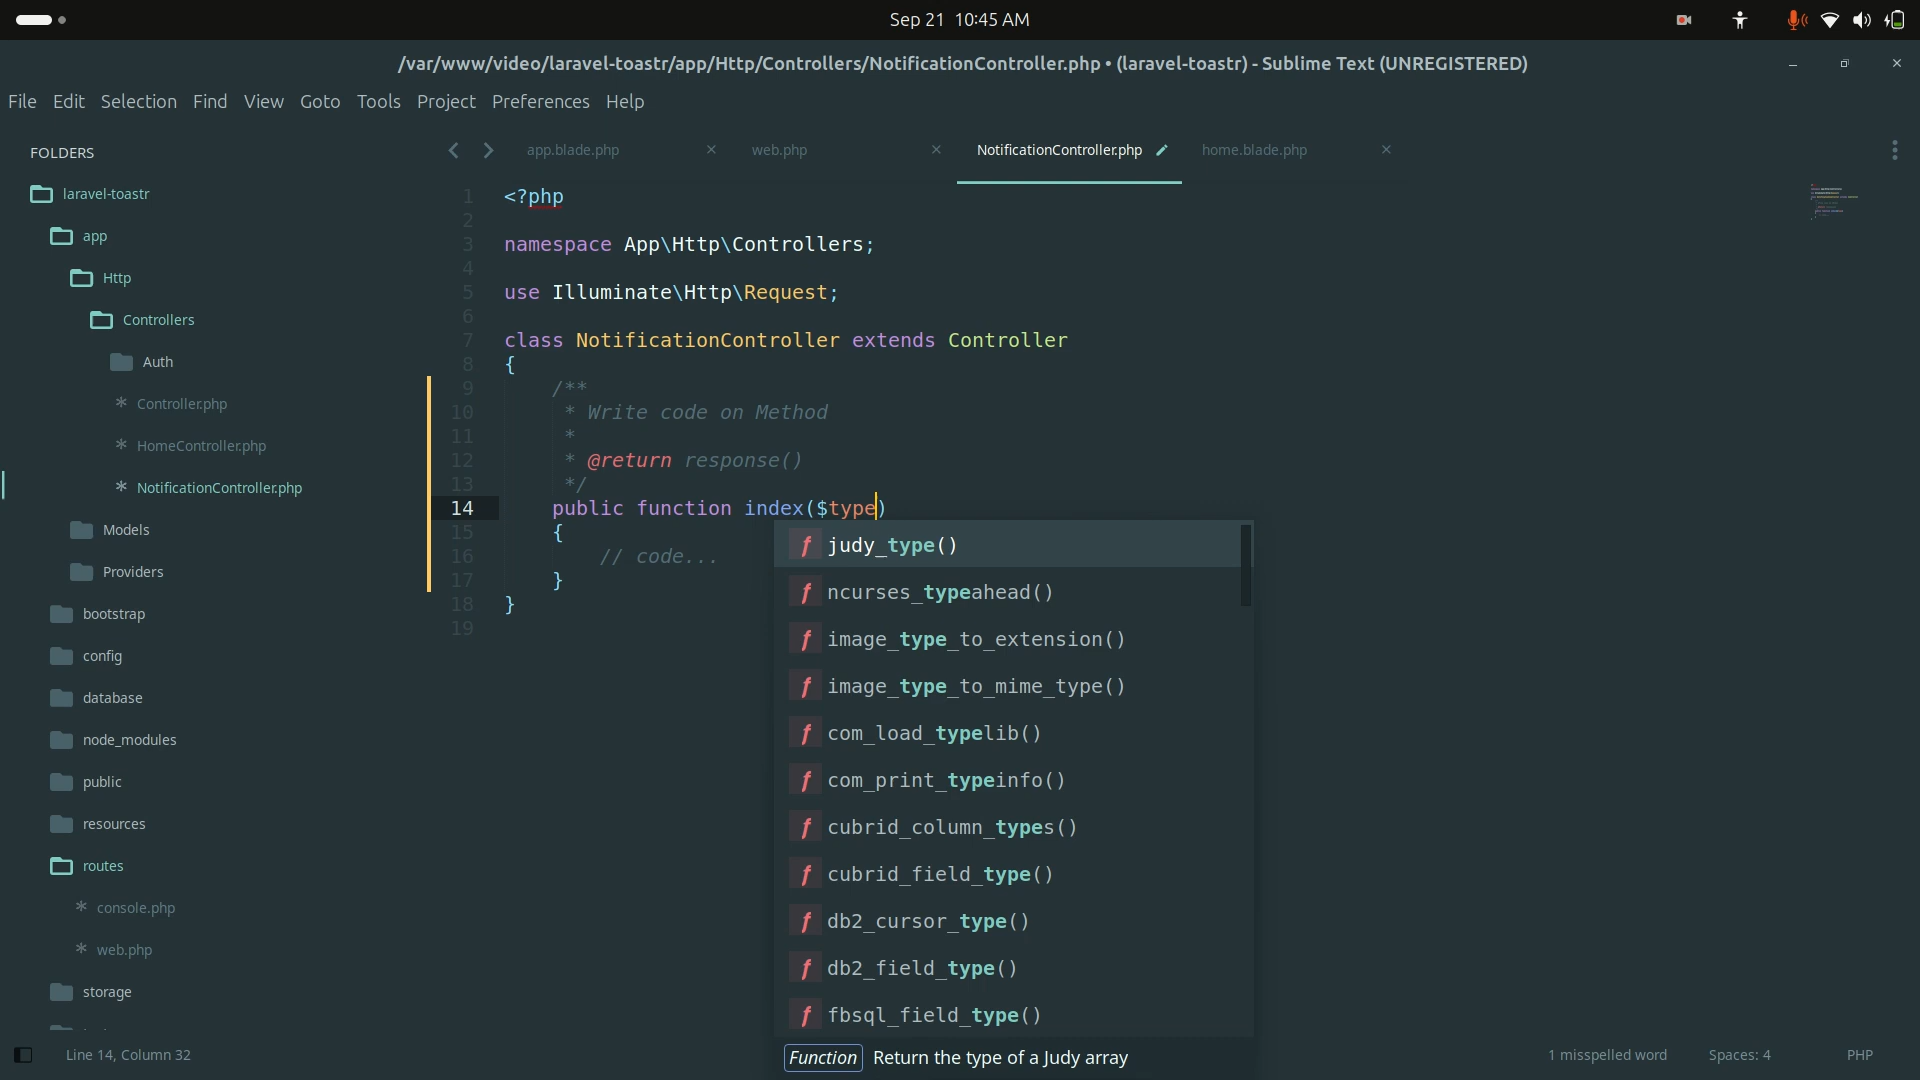 Sep 21 10:45 AM
/var/www/video/laravel-toastr/app/Http/Controllers/NotificationController.php • (laravel-toastr) - Sublime Text (UNREGISTERED)
File Edit Selection Find View Goto Tools Project Preferences Help
FOLDERS
laravel-toastr
app
Http
Controllers
Auth
Controller.php
HomeController.php
NotificationController.php
Models
Providers
bootstrap
config
database
node_modules
public
resources
routes
console.php
web.php
storage
app.blade.php web.php NotificationController.php home.blade.php
1 <?php
2
3 namespace App\Http\Controllers;
4
5 use Illuminate\Http\Request;
6
7 class NotificationController extends Controller
8 {
9 /**
10 * Write code on Method
11 *
12 * @return response()
13 */
14 public function index($type)
15 {
16 // code...
17 }
18 }
19
f judy_type()
f ncurses_typeahead()
f image_type_to_extension()
f image_type_to_mime_type()
f com_load_typelib()
f com_print_typeinfo()
f cubrid_column_types()
f cubrid_field_type()
f db2_cursor_type()
f db2_field_type()
f fbsql_field_type()
Function Return the type of a Judy array
Line 14, Column 32
1 misspelled word Spaces: 4 PHP